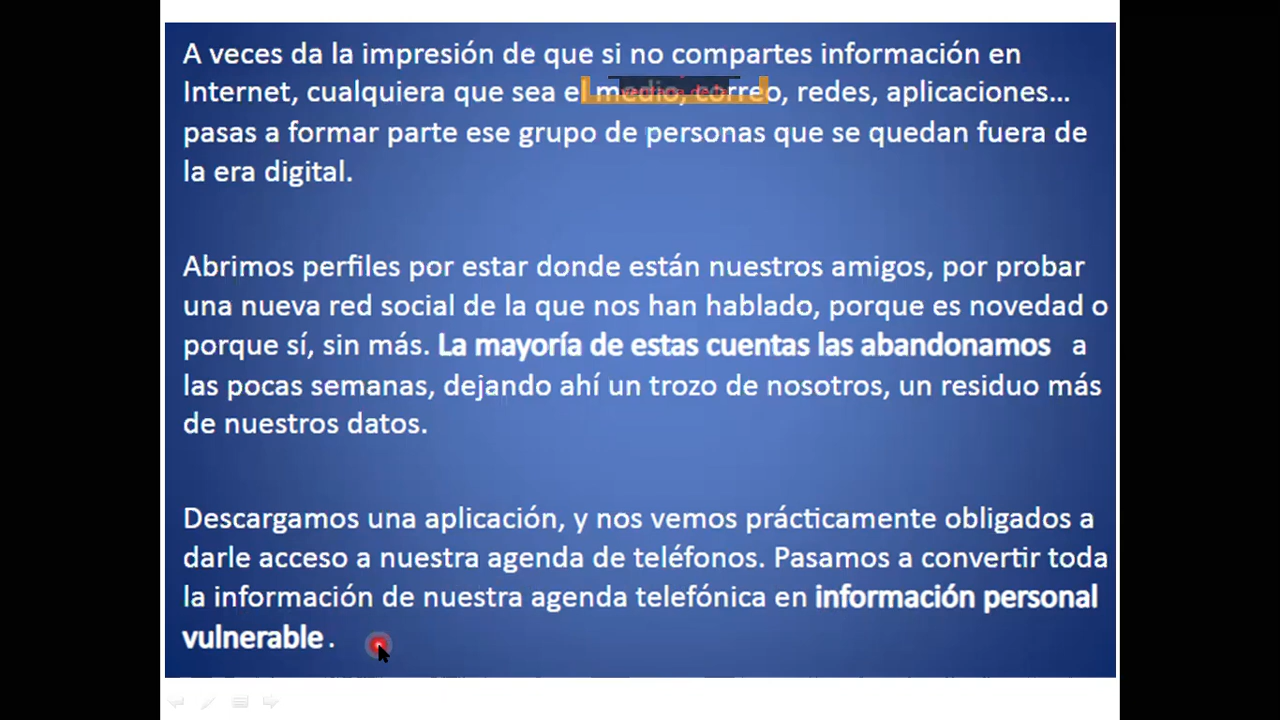 A veces da la impresión de que si no compartes información en
Internet, cualquiera que sea el medio, correo, redes, aplicaciones...
pasas a formar parte ese grupo de personas que se quedan fuera de
la era digital.
Abrimos perfiles por estar donde están nuestros amigos, por probar
una nueva red social de la que nos han hablado, porque es novedad o
porque sí, sin más. La mayoría de estas cuentas las abandonamos a
las pocas semanas, dejando ahí un trozo de nosotros, un residuo más
de nuestros datos.
Descargamos una aplicación, y nos vemos prácticamente obligados a
darle acceso a nuestra agenda de teléfonos. Pasamos a convertir toda
la información de nuestra agenda telefónica en información personal
vulnerable.